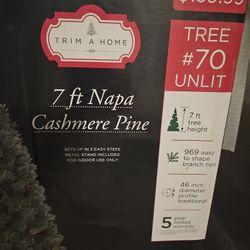 TRIM A HOME
7 ft Napa
Cashmere Pine
SETS UP IN 3 EASY STEPS
METAL STAND INCLUDED
FOR INDOOR USE ONLY
TREE
#70
UNLIT
7 ft
tree
height
969 easy
to shape
branch tips
46 inch
diameter
profile:
traditional
5 year
limited
warranty